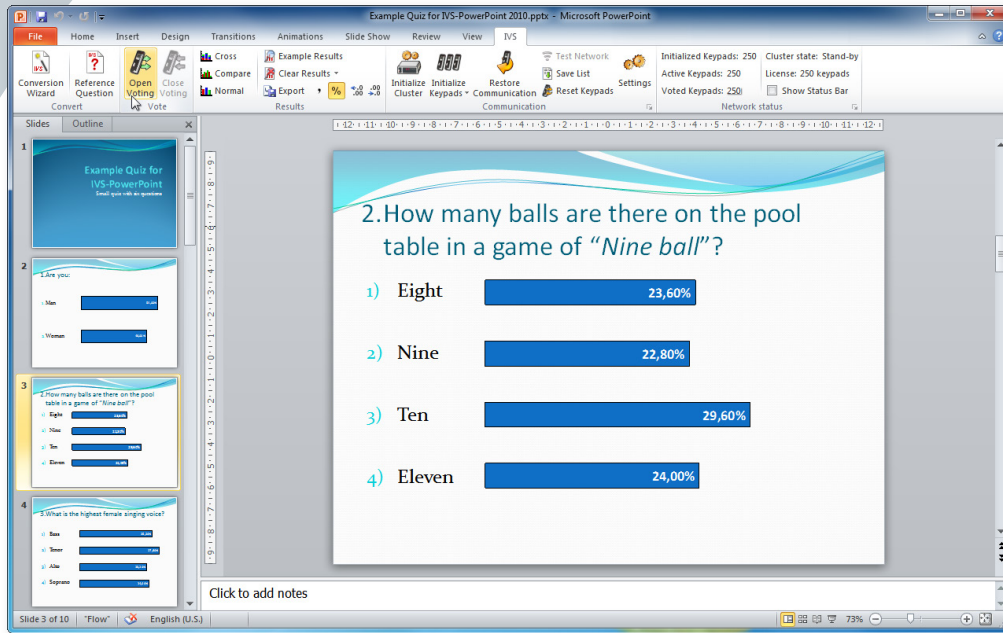 Example Quiz for IVS-PowerPoint 2010.pptx - Microsoft PowerPoint
File Home Insert Design Transitions Animations Slide Show Review View IVS
Conversion Wizard
Reference Question
Convert
Open Voting
Close Voting
Vote
Cross
Compare
Normal
Example Results
Clear Results
Export
%
Results
Initialize Cluster
Initialize Keypads
Restore Communication
Test Network
Save List
Reset Keypads
Settings
Communication
Initialized Keypads: 250
Active Keypads: 250
Voted Keypads: 250
Cluster state: Stand-by
License: 250 keypads
Show Status Bar
Network status
Slides Outline
1
Example Quiz for
IVS-PowerPoint
Small quiz with six questions
2
1.Are you:
Man
Woman
3
2.How many balls are there on the pool
table in a game of "Nine ball"?
Eight
Nine
Ten
Eleven
4
3.What is the highest female singing voice?
Bass
Tenor
Alto
Soprano
2.How many balls are there on the pool
table in a game of “Nine ball”?
1) Eight 23,60%
2) Nine 22,80%
3) Ten 29,60%
4) Eleven 24,00%
Click to add notes
Slide 3 of 10 "Flow" English (U.S.) 73%